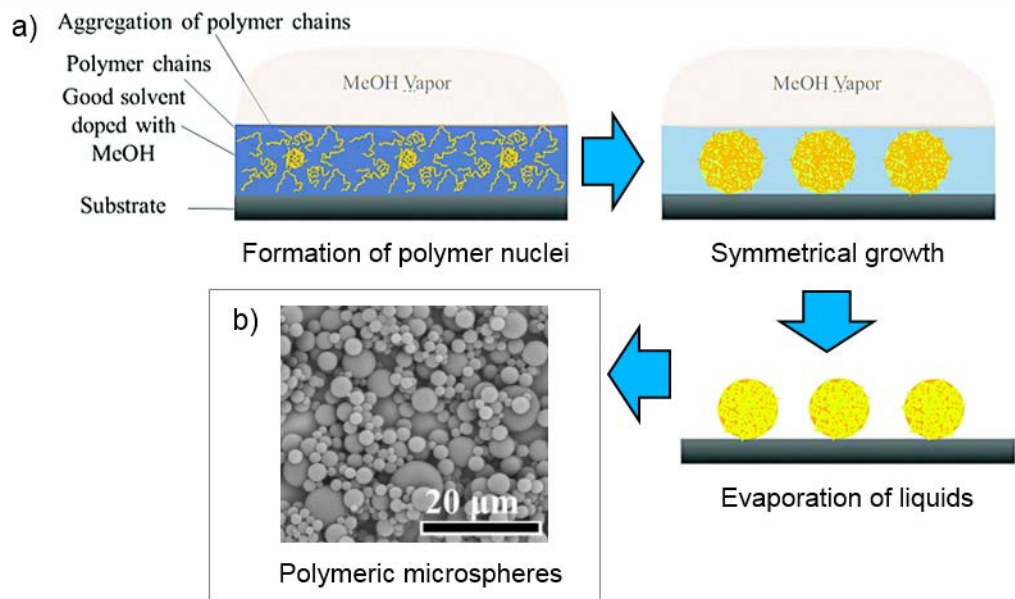 a)
Aggregation of polymer chains
Polymer chains
Good solvent
doped with
MeOH
Substrate
MeOH Vapor
Formation of polymer nuclei
MeOH Vapor
Symmetrical growth
Evaporation of liquids
b)
20 μm
Polymeric microspheres